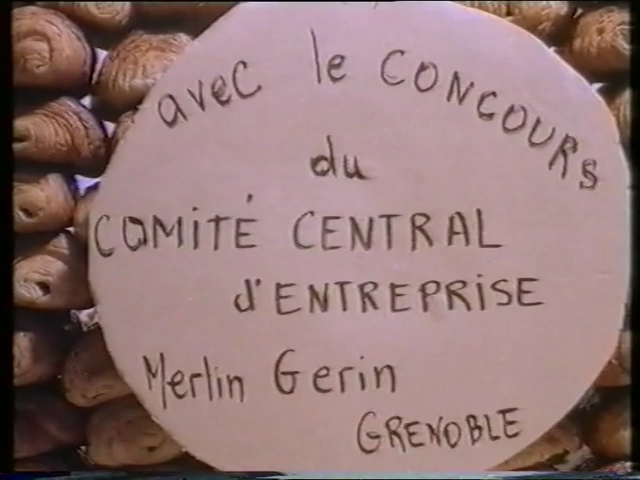 avec le CONCOURS
du
COMITÉ CENTRAL
d'ENTREPRISE
Merlin Gerin
GRENOBLE